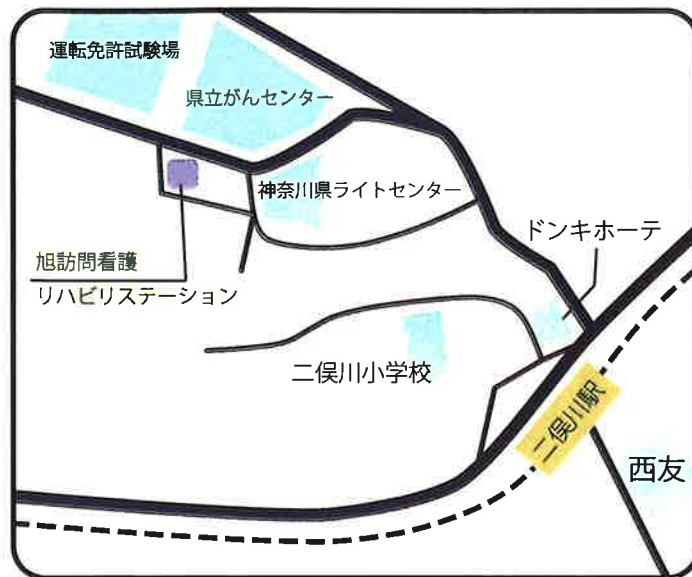 運転免許試験場
県立がんセンター
神奈川県ライトセンター
ドンキホーテ
旭訪問看護
リハビリステーション
二俣川小学校
二俣川駅
西友